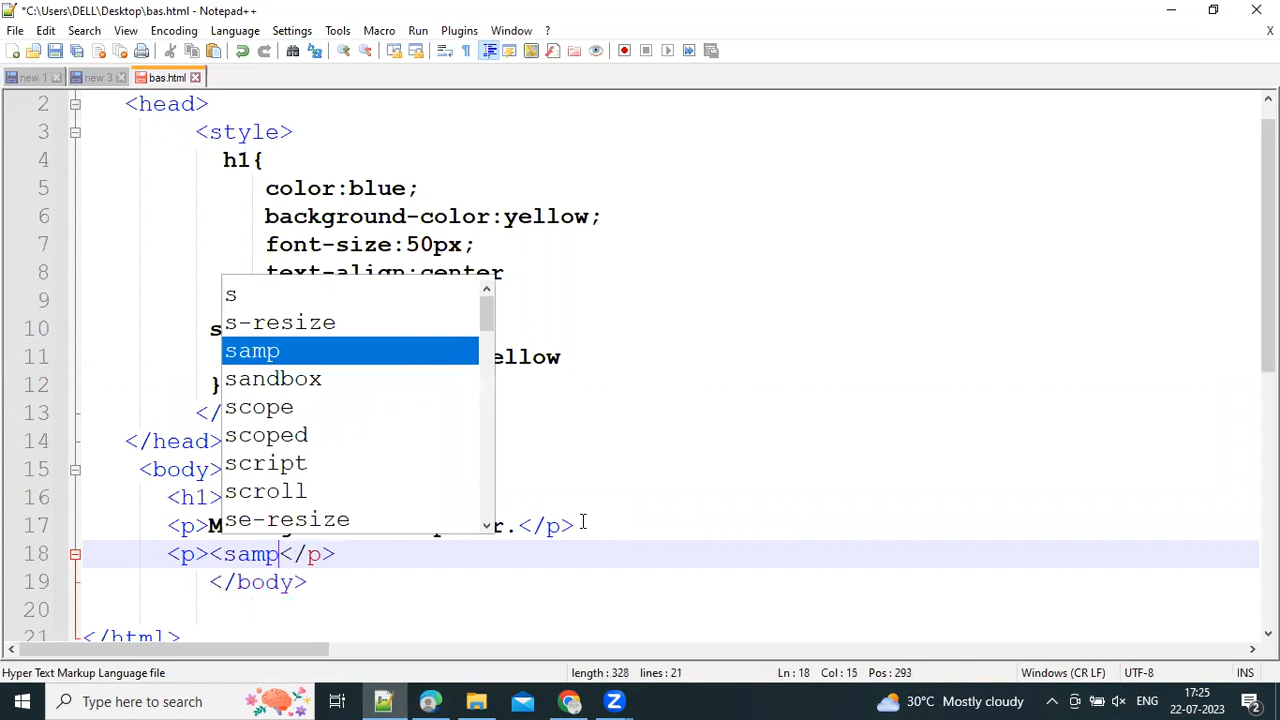 *C:\Users\DELL\Desktop\bas.html - Notepad++
File Edit Search View Encoding Language Settings Tools Macro Run Plugins Window ? X
new 1 new 3 bas.html
2 <head>
3 <style>
4 h1{
5 color:blue;
6 background-color:yellow;
7 font-size:50px;
8 text-align:center
s
9
s-resize
10 s
samp
11 ellow
sandbox
12 }
scope
13 </
scoped
14 </head>
script
15 <body>
scroll
16 <h1>
se-resize
17 <p>M r.</p>
18 <p><samp</p>
19 </body>
20
21 </html>
Hyper Text Markup Language file length : 328 lines : 21 Ln : 18 Col : 15 Pos : 293 Windows (CR LF) UTF-8 INS
Type here to search 30°C Mostly cloudy ENG 17:25
22-07-2023 2